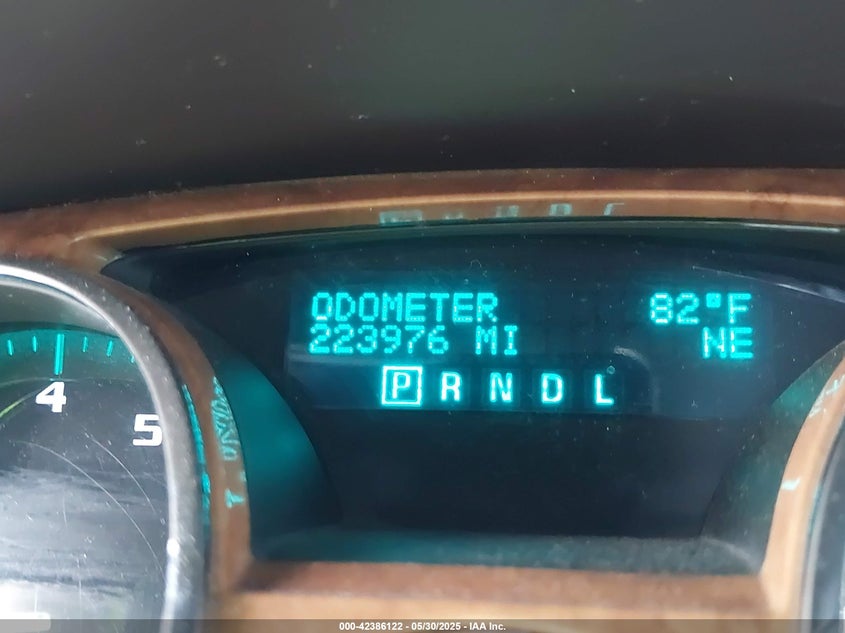 ODOMETER 82°F
223976 MI NE
P R N D L
4
5
000-42386122 - 05/30/2025 - IAA Inc.